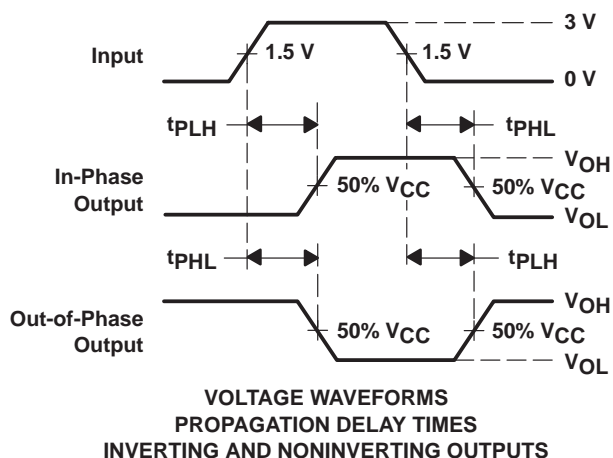 3 V
Input
1.5 V
1.5 V
0 V
tPLH
tPHL
VOH
In-Phase
Output
50% VCC
50% VCC
VOL
tPHL
tPLH
VOH
Out-of-Phase
Output
50% VCC
50% VCC
VOL
VOLTAGE WAVEFORMS
PROPAGATION DELAY TIMES
INVERTING AND NONINVERTING OUTPUTS